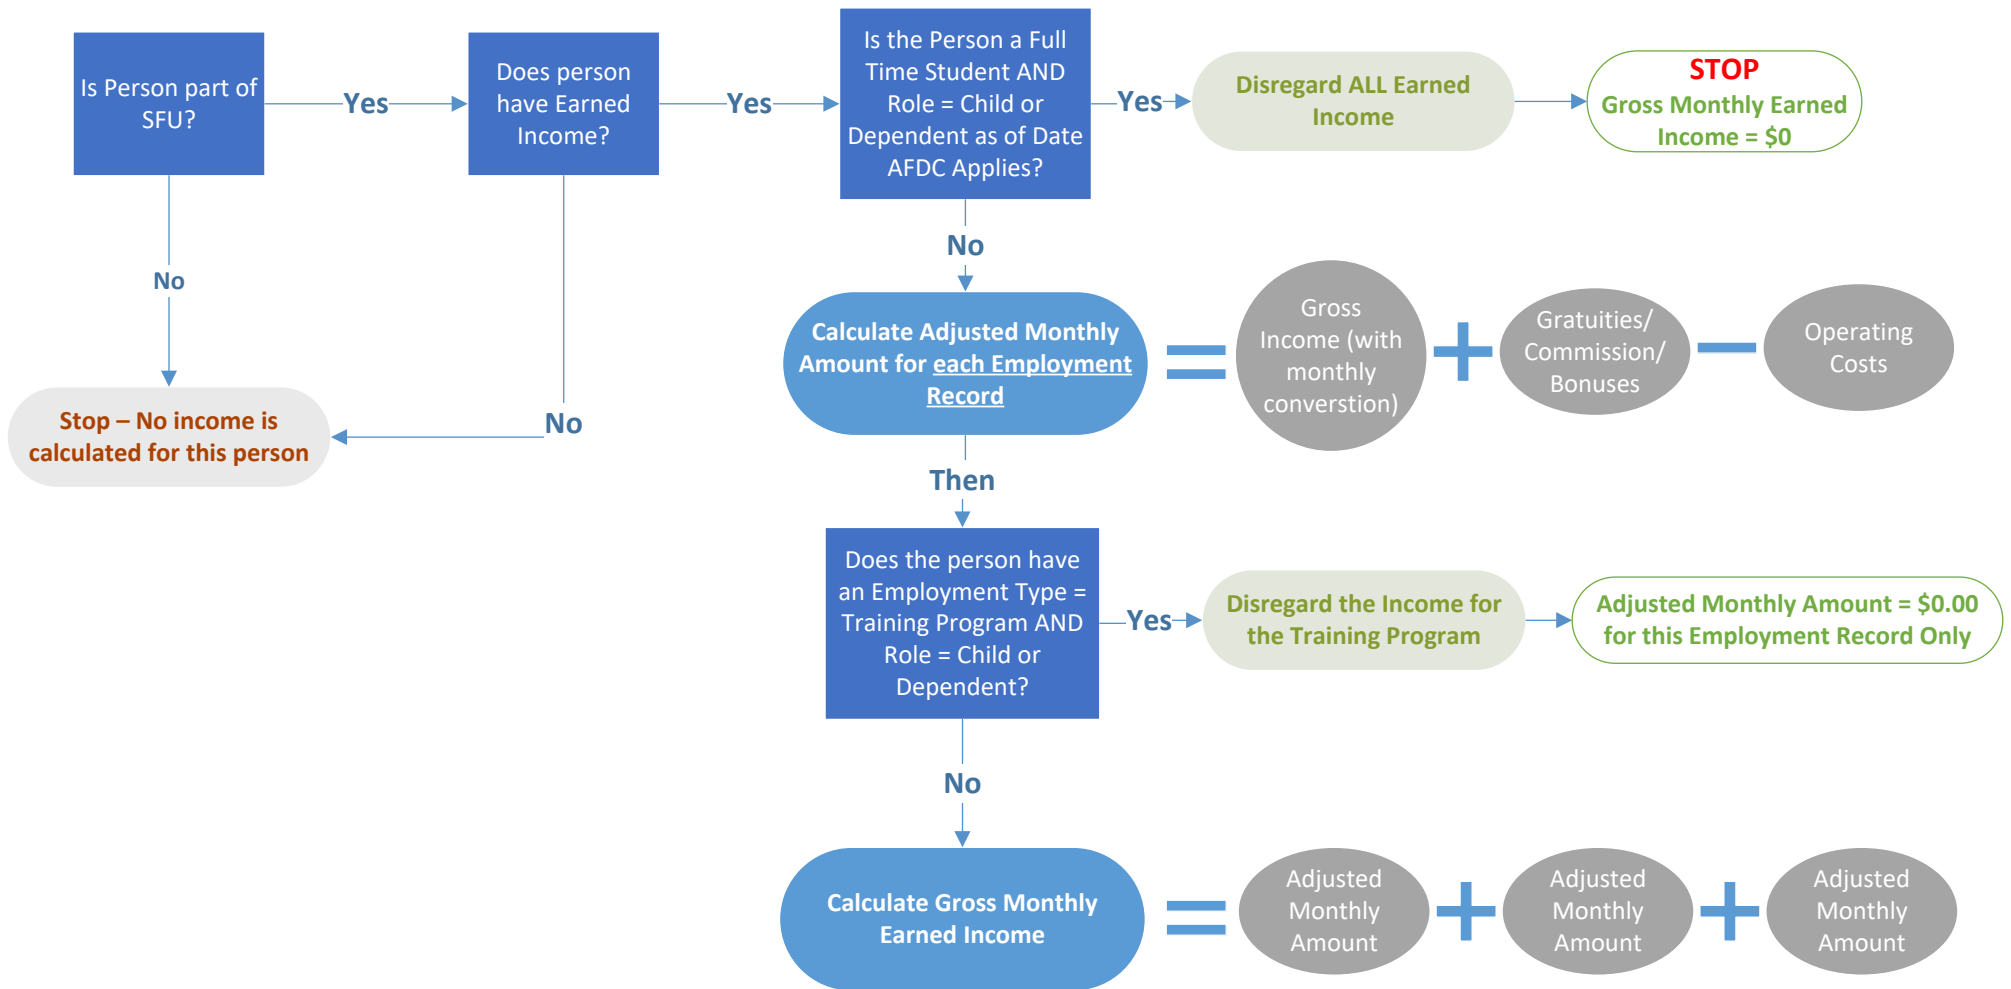 Is Person part of
SFU?
Yes
Does person
have Earned
Income?
Yes
Is the Person a Full
Time Student AND
Role = Child or
Dependent as of Date
AFDC Applies?
Yes
Disregard ALL Earned
Income
STOP
Gross Monthly Earned
Income = $0
No
No
No
Stop – No income is
calculated for this person
Calculate Adjusted Monthly
Amount for each Employment
Record
Gross
Income (with
monthly
converstion)
Gratuities/
Commission/
Bonuses
Operating
Costs
Then
Does the person have
an Employment Type =
Training Program AND
Role = Child or
Dependent?
Yes
Disregard the Income for
the Training Program
Adjusted Monthly Amount = $0.00
for this Employment Record Only
No
Calculate Gross Monthly
Earned Income
Adjusted
Monthly
Amount
Adjusted
Monthly
Amount
Adjusted
Monthly
Amount